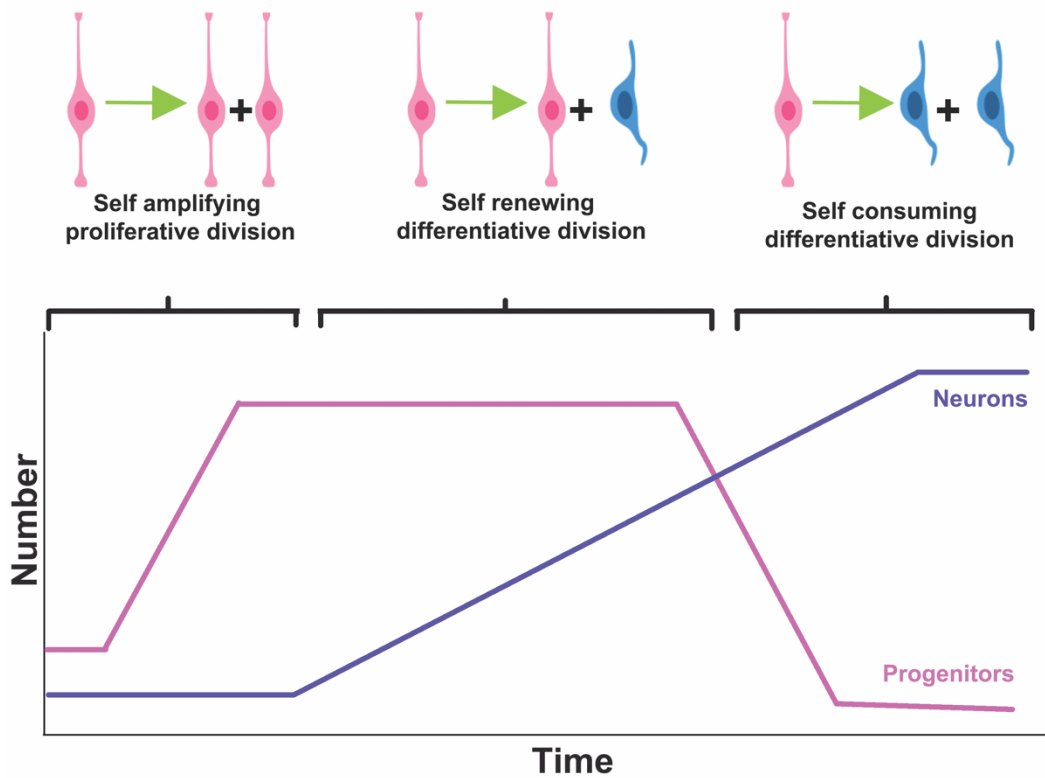 +
+
+
Self amplifying
proliferative division
Self renewing
differentiative division
Self consuming
differentiative division
Neurons
Progenitors
Number
Time